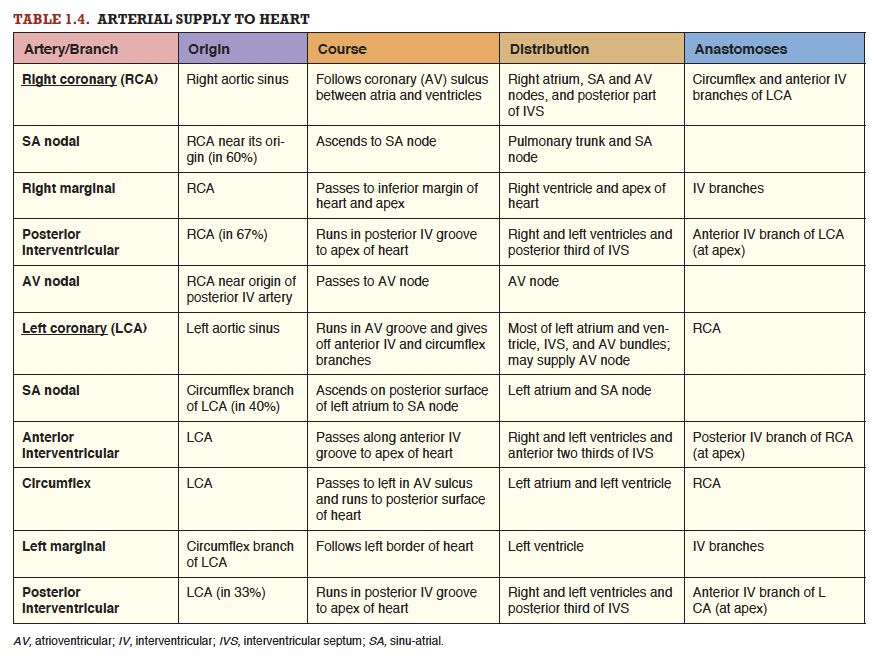 TABLE 1.4. ARTERIAL SUPPLY TO HEART
Artery/Branch Origin Course Distribution Anastomoses
Right coronary (RCA) Right aortic sinus Follows coronary (AV) sulcus Right atrium, SA and AV Circumflex and anterior IV
between atria and ventricles nodes, and posterior part branches of LCA
of IVS
SA nodal RCA near its ori- Ascends to SA node Pulmonary trunk and SA
gin (in 60%) node
Right marginal RCA Passes to inferior margin of Right ventricle and apex of IV branches
heart and apex heart
Posterior RCA (in 67%) Runs in posterior IV groove Right and left ventricles and Anterior IV branch of LCA
interventricular to apex of heart posterior third of IVS (at apex)
AV nodal RCA near origin of Passes to AV node AV node
posterior IV artery
Left coronary (LCA) Left aortic sinus Runs in AV groove and gives Most of left atrium and ven- RCA
off anterior IV and circumflex tricle, IVS, and AV bundles;
branches may supply AV node
SA nodal Circumflex branch Ascends on posterior surface Left atrium and SA node
of LCA (in 40%) of left atrium to SA node
Anterior LCA Passes along anterior IV Right and left ventricles and Posterior IV branch of RCA
interventricular groove to apex of heart anterior two thirds of IVS (at apex)
Circumflex LCA Passes to left in AV sulcus Left atrium and left ventricle RCA
and runs to posterior surface
of heart
Left marginal Circumflex branch Follows left border of heart Left ventricle IV branches
of LCA
Posterior LCA (in 33%) Runs in posterior IV groove Right and left ventricles and Anterior IV branch of L
interventricular to apex of heart posterior third of IVS CA (at apex)
AV, atrioventricular; IV, interventricular; IVS, interventricular septum; SA, sinu-atrial.